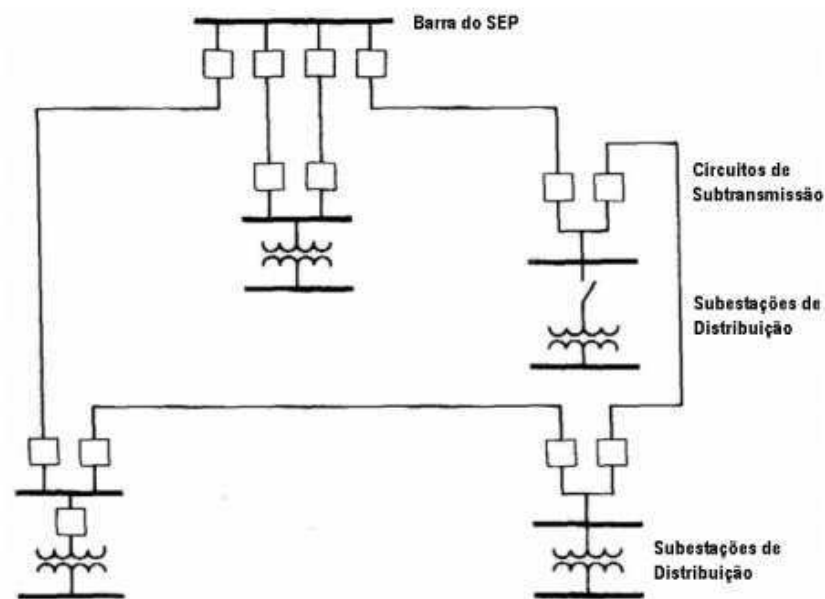 Barra do SEP
Circuitos de
Subtransmissão
Subestações de
Distribuição
Subestações de
Distribuição